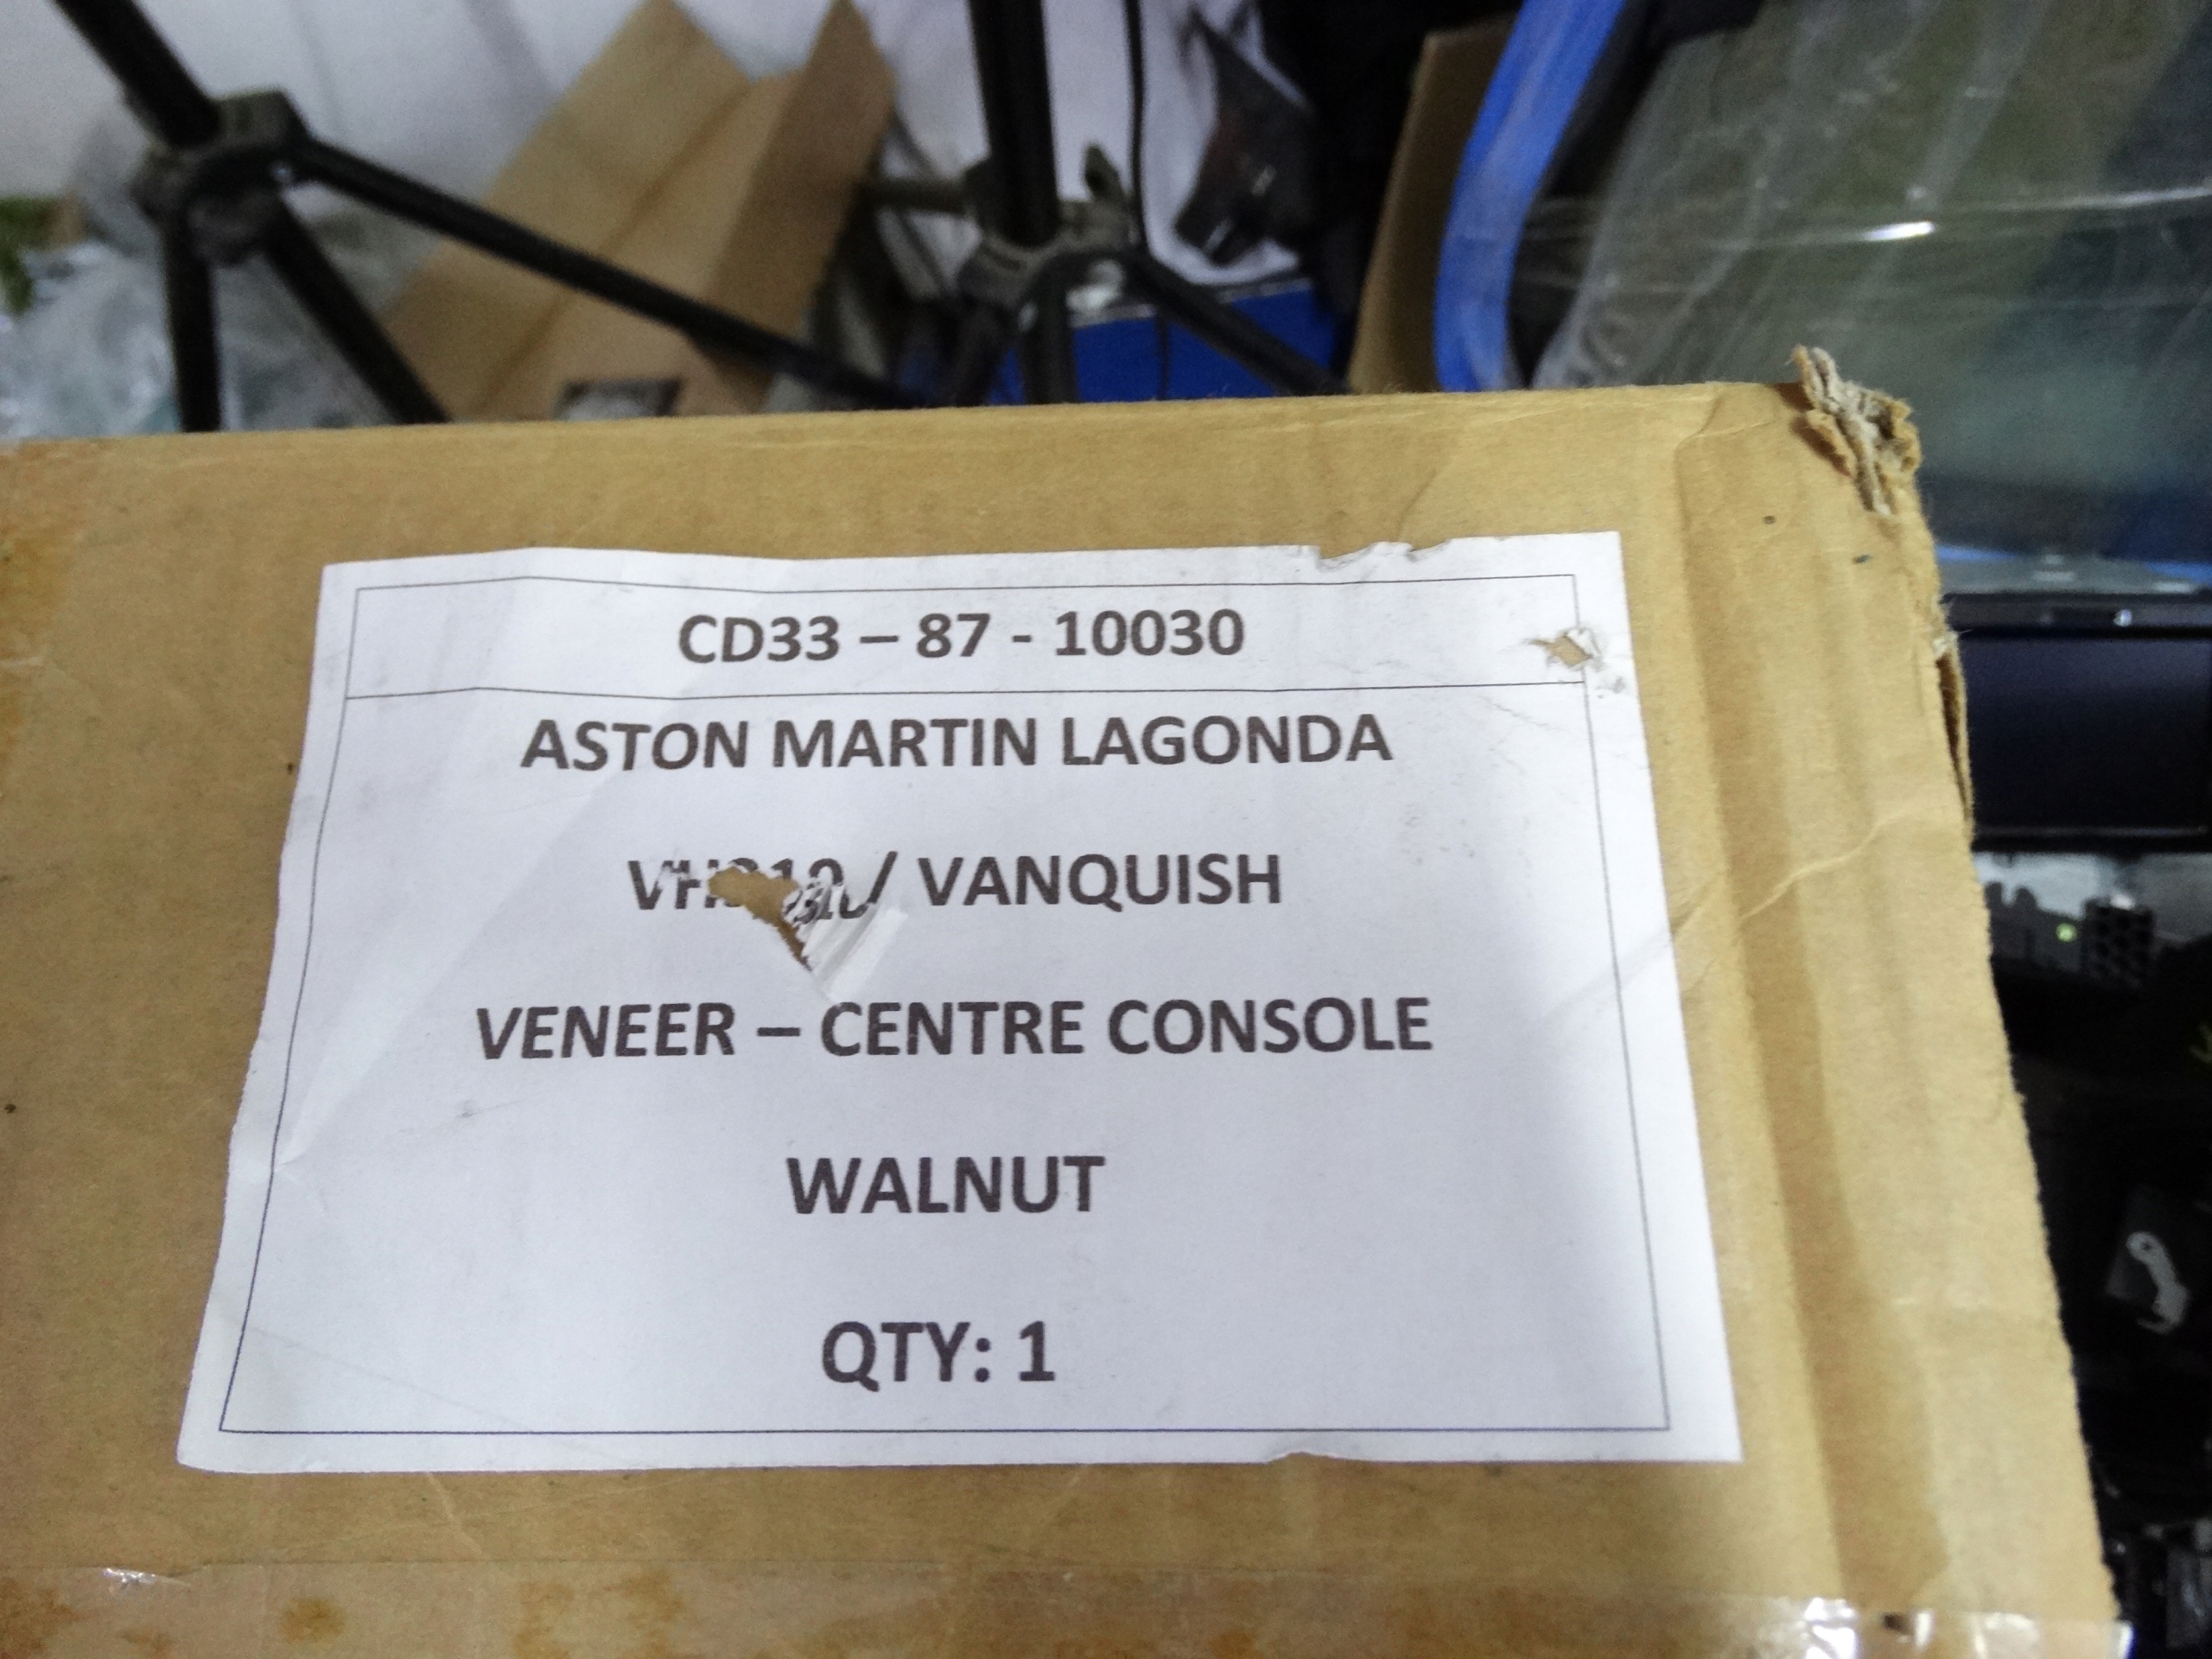 CD33 – 87 - 10030
ASTON MARTIN LAGONDA
/ VANQUISH
VENEER – CENTRE CONSOLE
WALNUT
QTY: 1